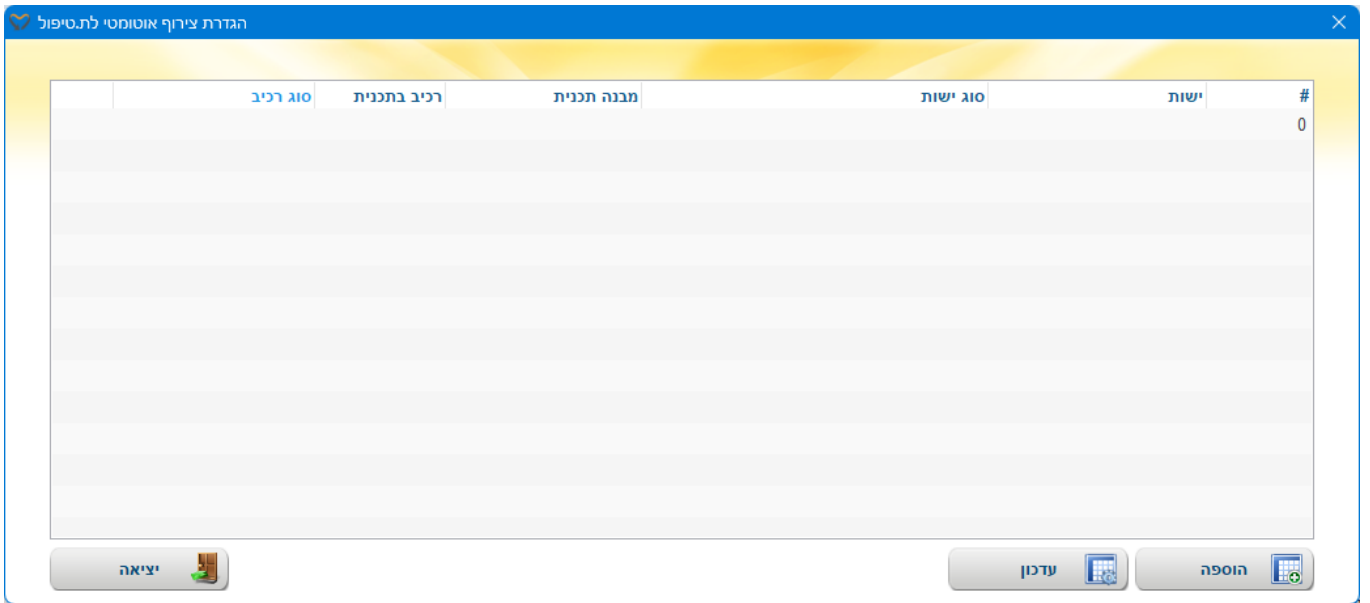 הגדרת צירוף אוטומטי לת.טיפול
# ישות סוג ישות מבנה תכנית רכיב בתכנית סוג רכיב
0
הוספה עדכון יציאה